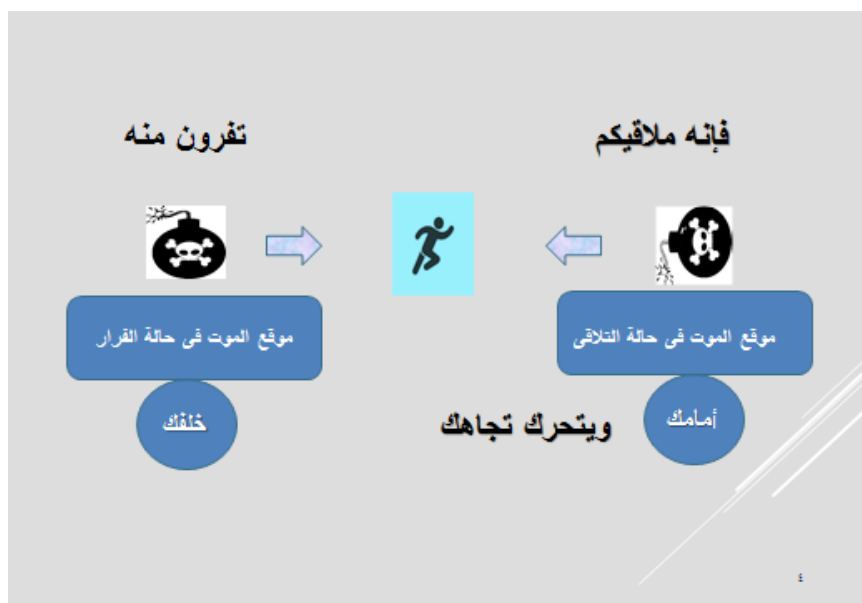 فإنه ملاقيكم
تفرون منه
موقع الموت فى حالة التلاقى
موقع الموت فى حالة الفرار
أمامك
خلفك
ويتحرك تجاهك
٤